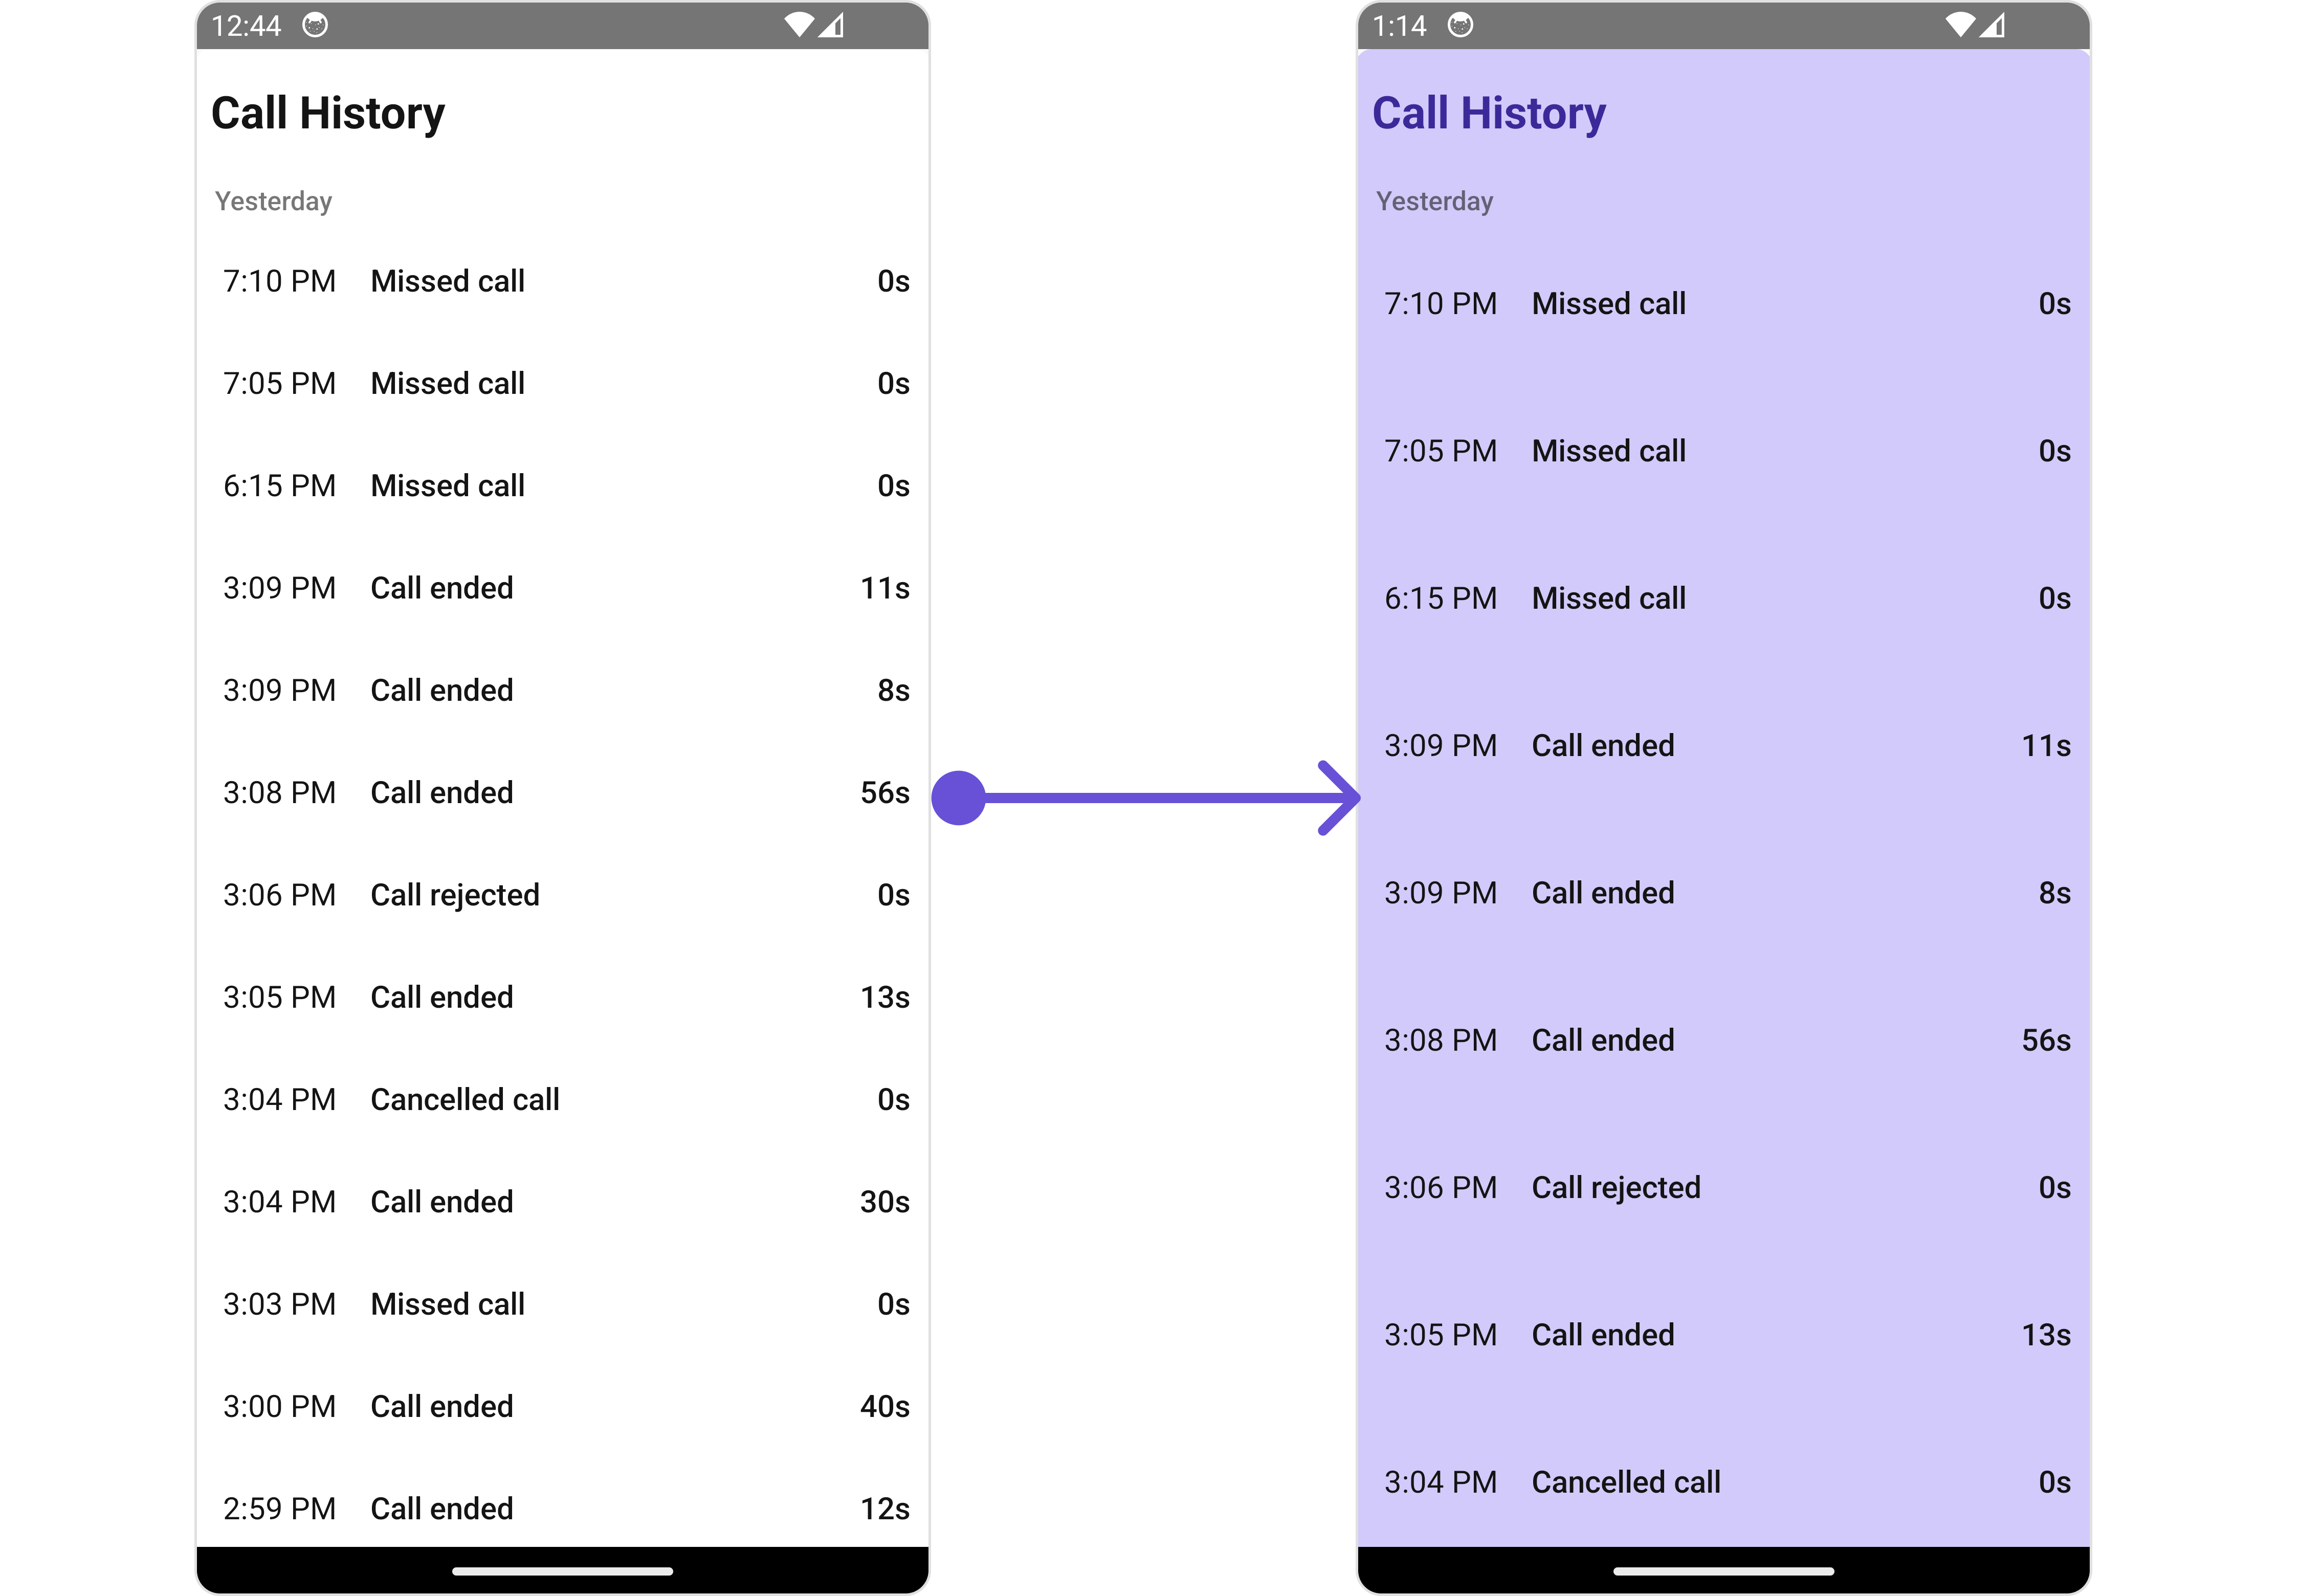 12:44
Call History
Yesterday
7:10 PM Missed call 0s
7:05 PM Missed call 0s
6:15 PM Missed call 0s
3:09 PM Call ended 11s
3:09 PM Call ended 8s
3:08 PM Call ended 56s
3:06 PM Call rejected 0s
3:05 PM Call ended 13s
3:04 PM Cancelled call 0s
3:04 PM Call ended 30s
3:03 PM Missed call 0s
3:00 PM Call ended 40s
2:59 PM Call ended 12s
1:14
Call History
Yesterday
7:10 PM Missed call 0s
7:05 PM Missed call 0s
6:15 PM Missed call 0s
3:09 PM Call ended 11s
3:09 PM Call ended 8s
3:08 PM Call ended 56s
3:06 PM Call rejected 0s
3:05 PM Call ended 13s
3:04 PM Cancelled call 0s